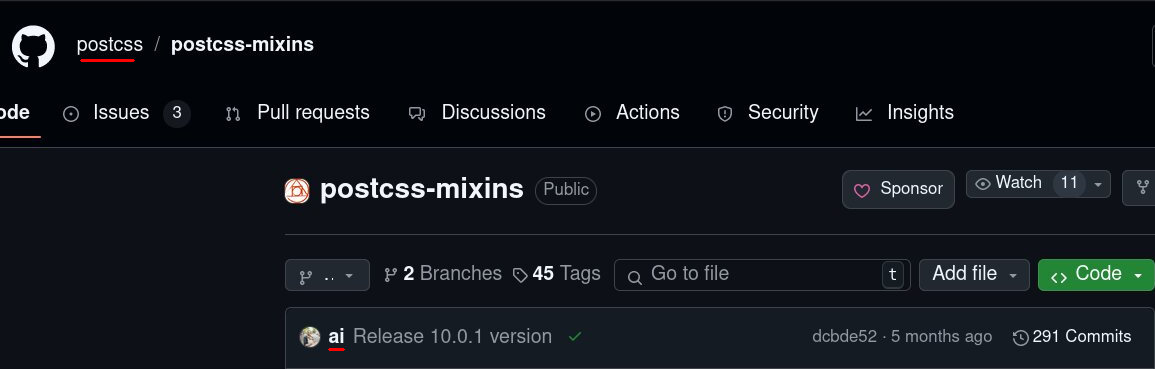 postcss / postcss-mixins
ode Issues 3 Pull requests Discussions Actions Security Insights
postcss-mixins Public Sponsor Watch 11
.. 2 Branches 45 Tags Go to file t Add file Code
ai Release 10.0.1 version dcbde52 · 5 months ago 291 Commits